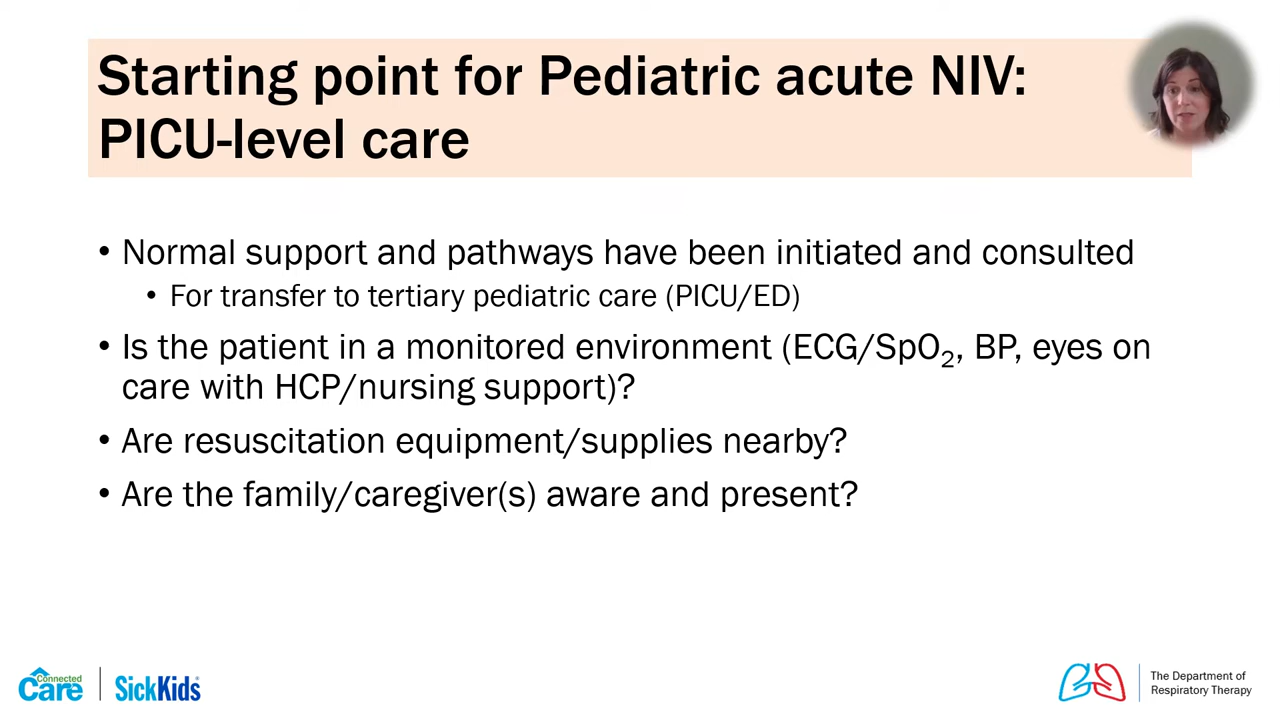 Starting point for Pediatric acute NIV:
PICU-level care
• Normal support and pathways have been initiated and consulted
• For transfer to tertiary pediatric care (PICU/ED)
• Is the patient in a monitored environment (ECG/SpO₂, BP, eyes on
care with HCP/nursing support)?
• Are resuscitation equipment/supplies nearby?
• Are the family/caregiver(s) aware and present?
Connected
Care
SickKids
The Department of
Respiratory Therapy